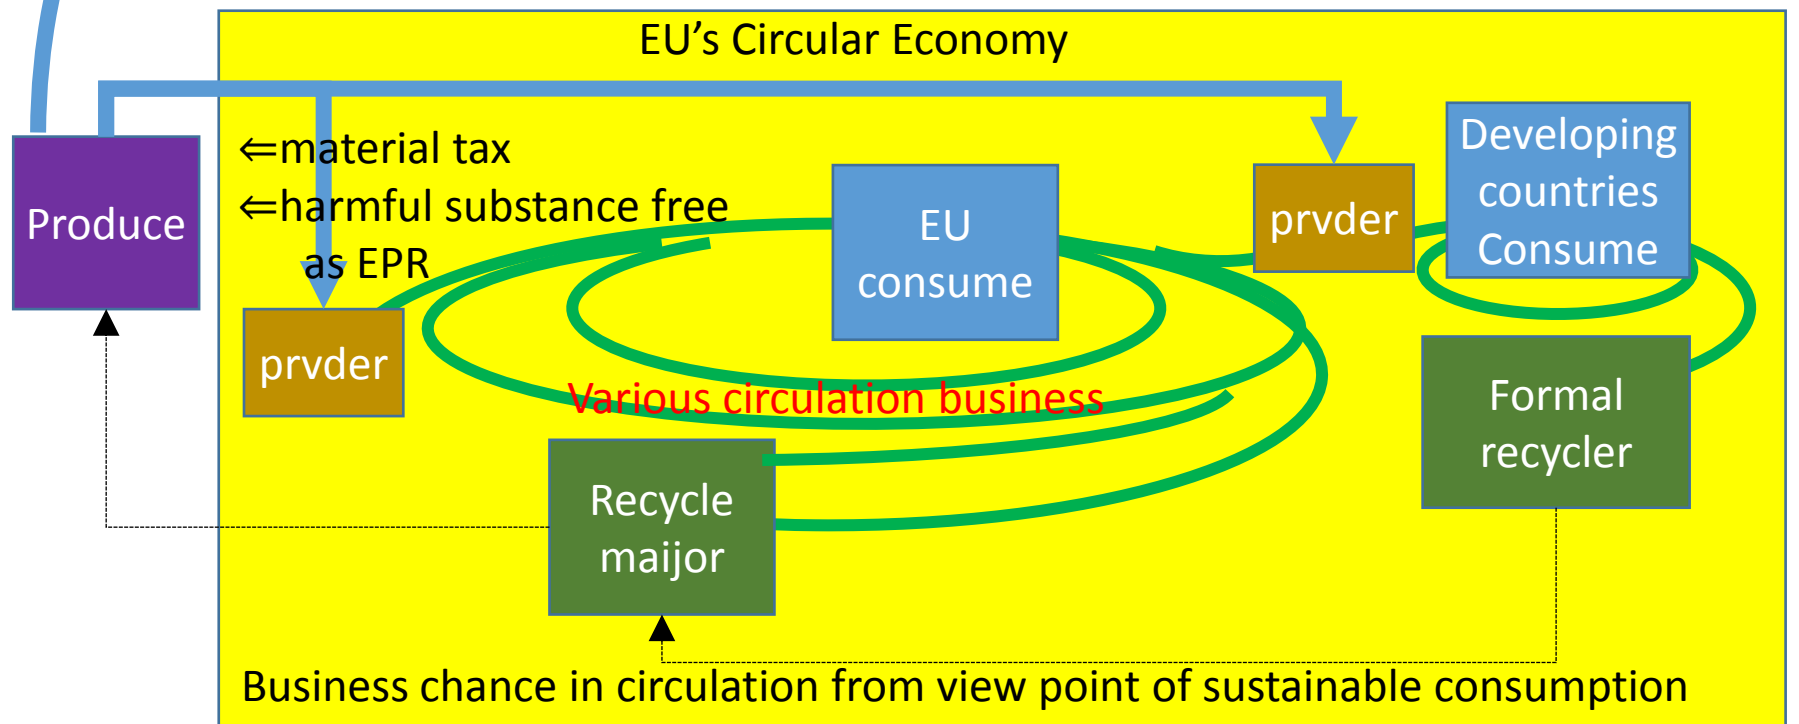 EU’s Circular Economy
Produce
⇐material tax
⇐harmful substance free
as EPR
prvder
EU
consume
prvder
Developing
countries
Consume
Various circulation business
Recycle
maijor
Formal
recycler
Business chance in circulation from view point of sustainable consumption